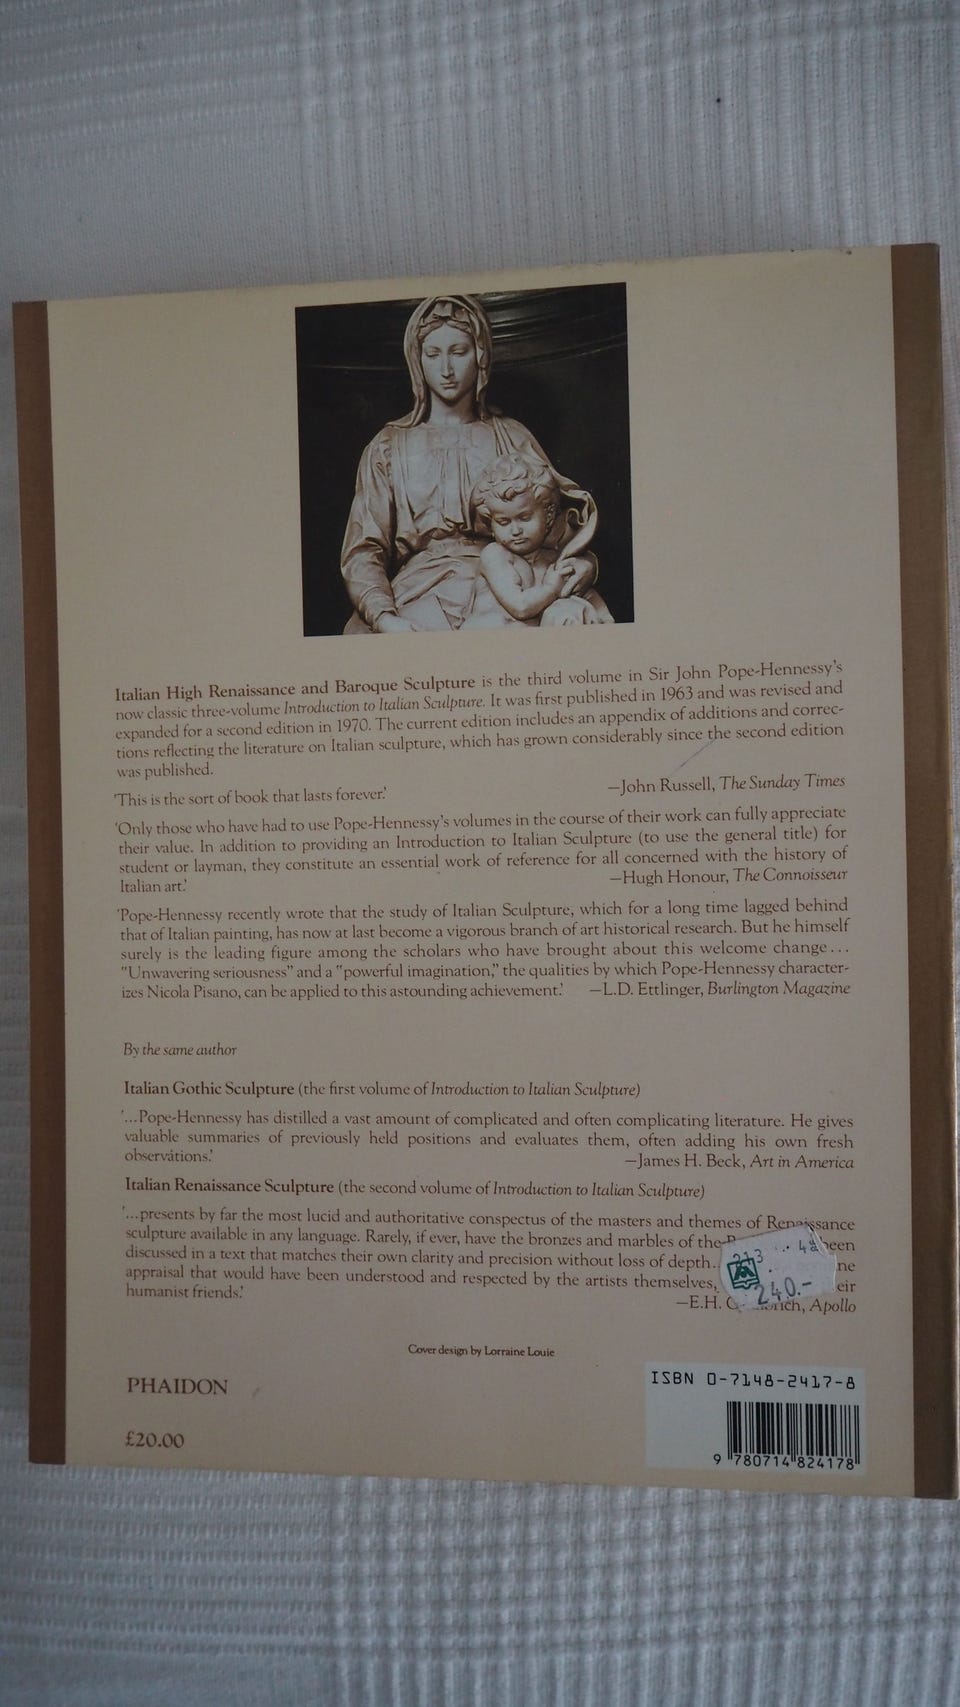 Italian High Renaissance and Baroque Sculpture is the third volume in Sir John Pope-Hennessy's
now classic three-volume Introduction to Italian Sculpture. It was first published in 1963 and was revised and
expanded for a second edition in 1970. The current edition includes an appendix of additions and correc-
tions reflecting the literature on Italian sculpture, which has grown considerably since the second edition
was published.
'This is the sort of book that lasts forever.' —John Russell, The Sunday Times
'Only those who have had to use Pope-Hennessy's volumes in the course of their work can fully appreciate
their value. In addition to providing an Introduction to Italian Sculpture (to use the general title) for
student or layman, they constitute an essential work of reference for all concerned with the history of
Italian art.' —Hugh Honour, The Connoisseur
'Pope-Hennessy recently wrote that the study of Italian Sculpture, which for a long time lagged behind
that of Italian painting, has now at last become a vigorous branch of art historical research. But he himself
surely is the leading figure among the scholars who have brought about this welcome change...
"Unwavering seriousness" and a "powerful imagination," the qualities by which Pope-Hennessy character-
izes Nicola Pisano, can be applied to this astounding achievement.' —L.D. Ettlinger, Burlington Magazine
By the same author
Italian Gothic Sculpture (the first volume of Introduction to Italian Sculpture)
'...Pope-Hennessy has distilled a vast amount of complicated and often complicating literature. He gives
valuable summaries of previously held positions and evaluates them, often adding his own fresh
observations.' —James H. Beck, Art in America
Italian Renaissance Sculpture (the second volume of Introduction to Italian Sculpture)
'...presents by far the most lucid and authoritative conspectus of the masters and themes of Renaissance
sculpture available in any language. Rarely, if ever, have the bronzes and marbles of the been
discussed in a text that matches their own clarity and precision without loss of depth..
appraisal that would have been understood and respected by the artists themselves,
humanist friends.' —E.H. Apollo
240.-
Cover design by Lorraine Louie
PHAIDON
£20.00
ISBN 0-7148-2417-8
9 780714 824178